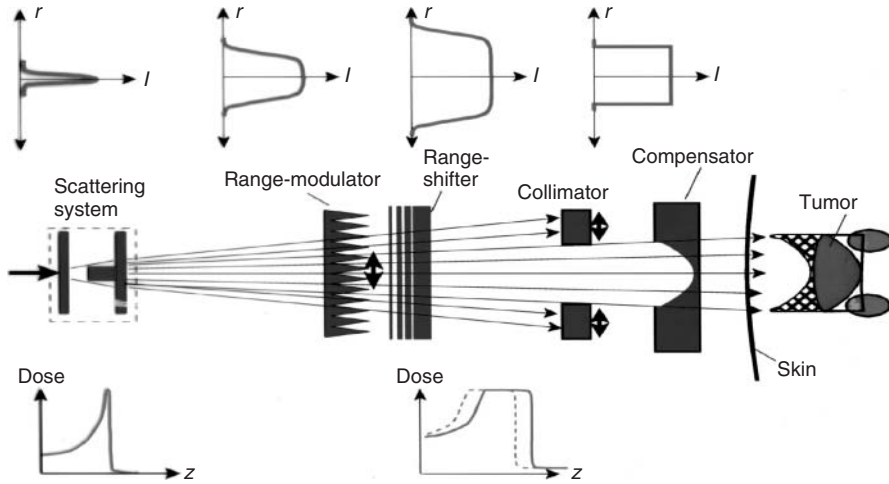 r
r
r
r
l
l
l
l
Scattering
system
Range-modulator
Range-
shifter
Collimator
Compensator
Tumor
Skin
Dose
z
Dose
z